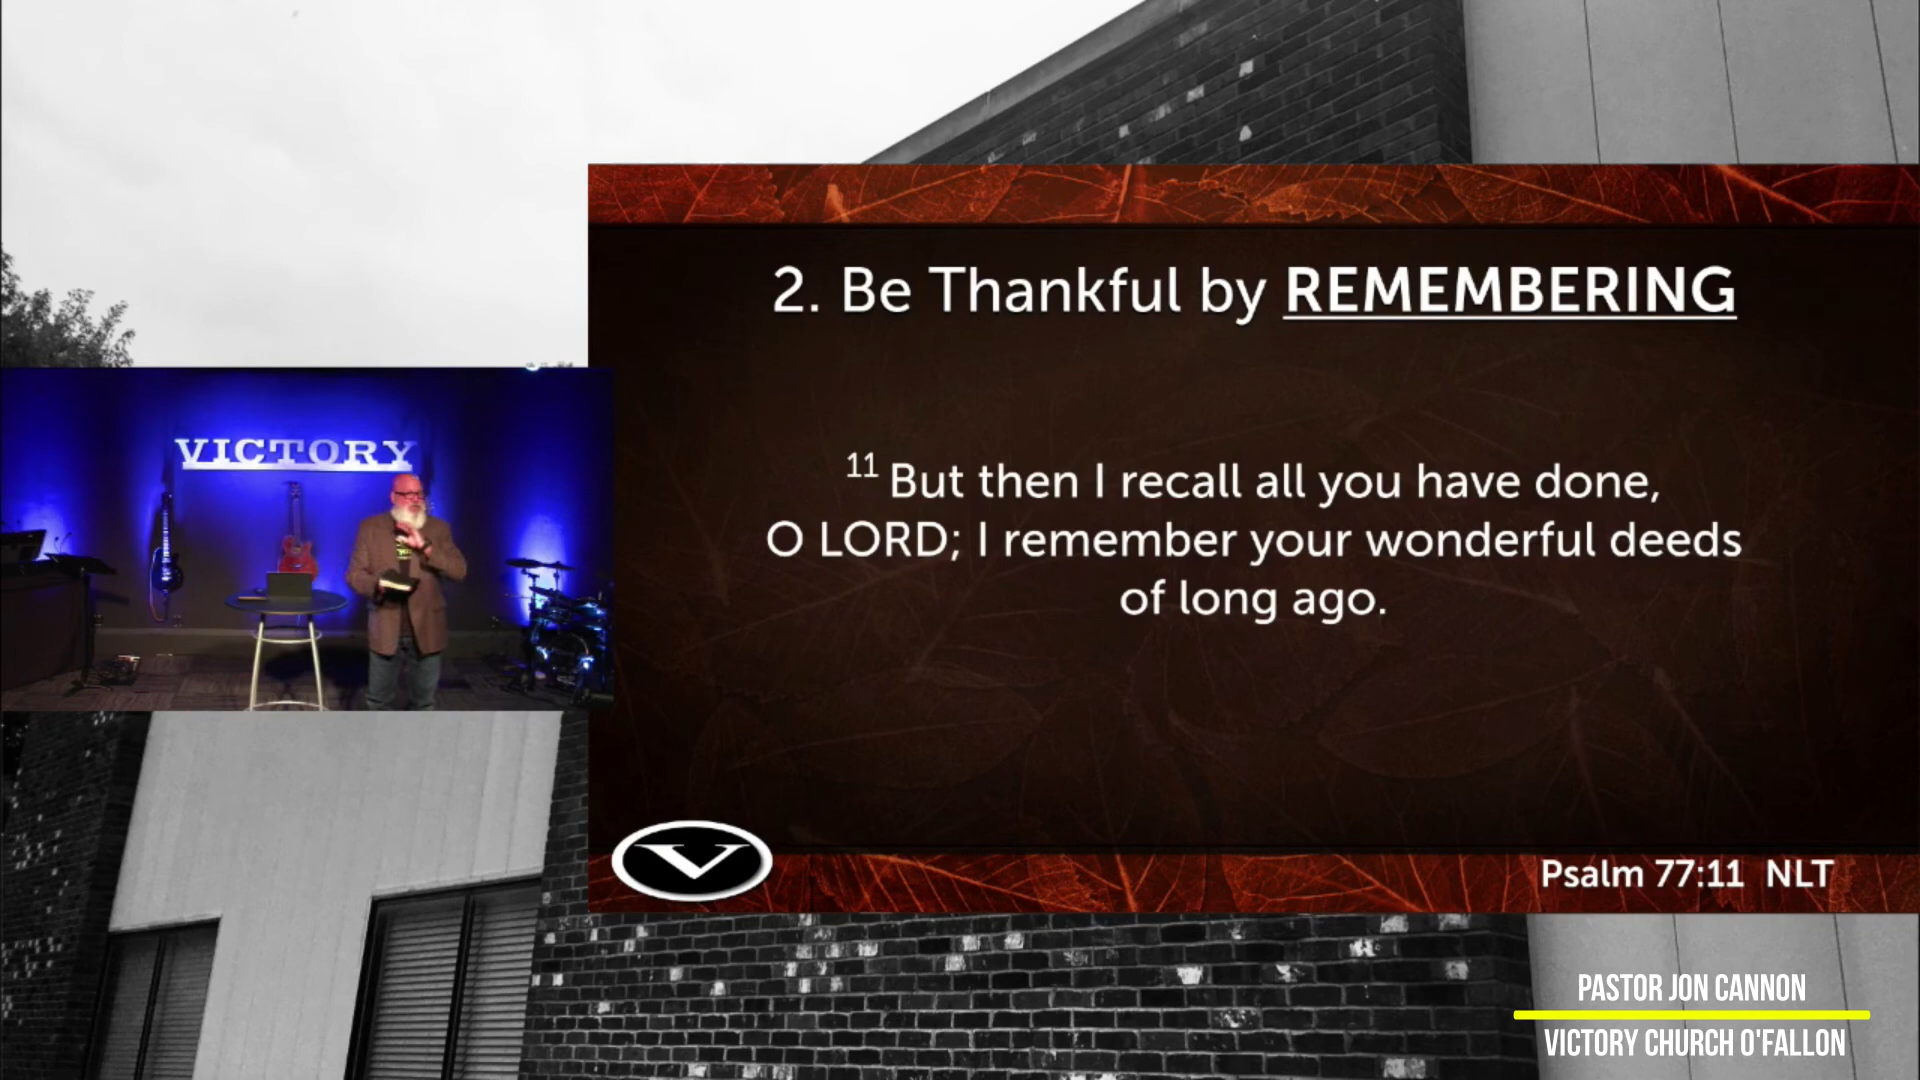 2. Be Thankful by REMEMBERING
VICTORY
11 But then I recall all you have done,
O LORD; I remember your wonderful deeds
of long ago.
V
Psalm 77:11 NLT
PASTOR JON CANNON
VICTORY CHURCH O'FALLON